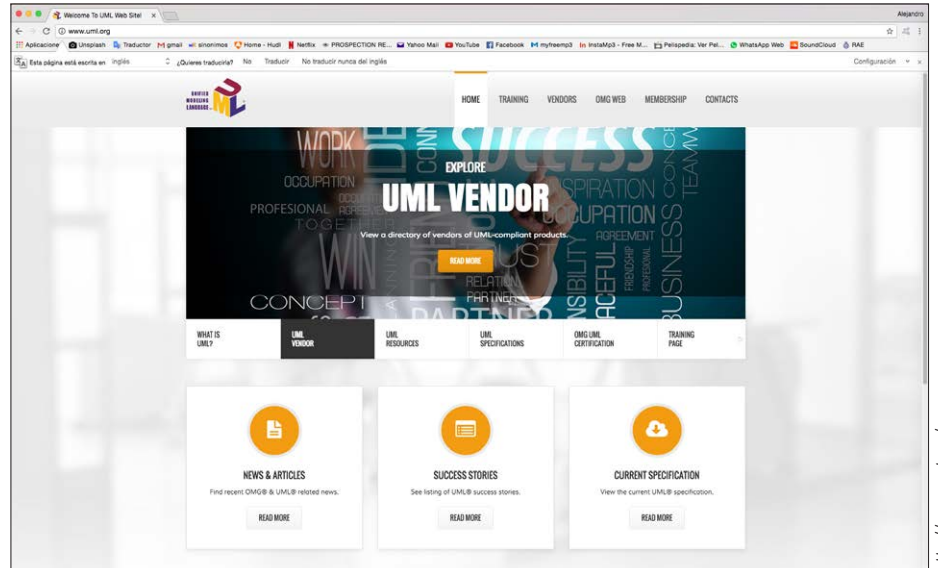 Welcome To UML Web Site!
Alejandro
www.uml.org
Aplicacione
Unsplash
Traductor
gmail
sinonimos
Home - Hudl
Netflix
PROSPECTION RE...
Yahoo Mail
YouTube
Facebook
myfreemp3
InstaMp3 - Free M...
Pelispedia: Ver Pel...
WhatsApp Web
SoundCloud
RAE
Esta página está escrita en inglés ¿Quieres traducirla? No Traducir No traducir nunca del inglés Configuración
UNIFIED
MODELING
LANGUAGE
UML
HOME TRAINING VENDORS OMG WEB MEMBERSHIP CONTACTS
WORK
SUCCESS
OCCUPATION
PROFESIONAL
CONCEPT
PARTNER
RELATION
PARTNER
AGREEMENT
FRIENDSHIP
PROFESIONAL
BUSINESS
EXPLORE
UML VENDOR
View a directory of vendors of UML-compliant products.
READ MORE
WHAT IS
UML?
UML
VENDOR
UML
RESOURCES
UML
SPECIFICATIONS
OMG UML
CERTIFICATION
TRAINING
PAGE
NEWS & ARTICLES
Find recent OMG® & UML® related news.
READ MORE
SUCCESS STORIES
See listing of UML® success stories.
READ MORE
CURRENT SPECIFICATION
View the current UML® specification.
READ MORE